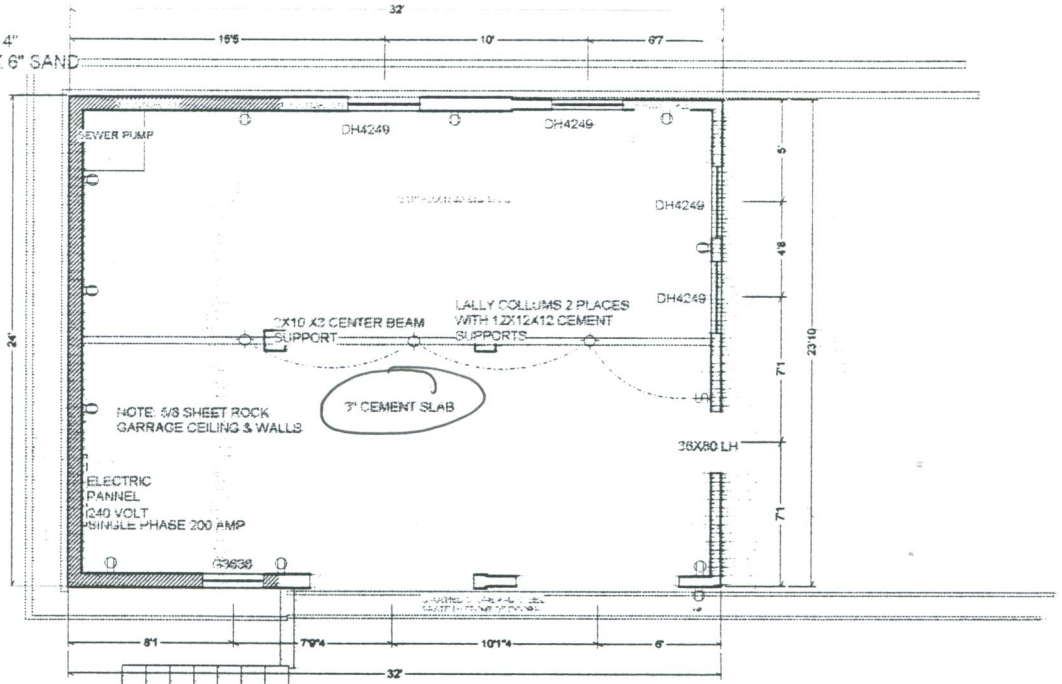 32'
4"
6" SAND
15'5
10'
6'7
SEWER PUMP
DH4249
DH4249
5'
DH4249
4'8
DH4249
24'
23'10
CENTER BEAM
SUPPORT
LALLY COLLUMS 2 PLACES
WITH 12X12X12 CEMENT
SUPPORTS
7'1
3" CEMENT SLAB
NOTE: 5/8 SHEET ROCK
GARRAGE CEILING & WALLS
36X80 LH
ELECTRIC
PANNEL
240 VOLT
SINGLE PHASE 200 AMP
7'1
G3636
8'1
7'9"4
10'1"4
6'
32'